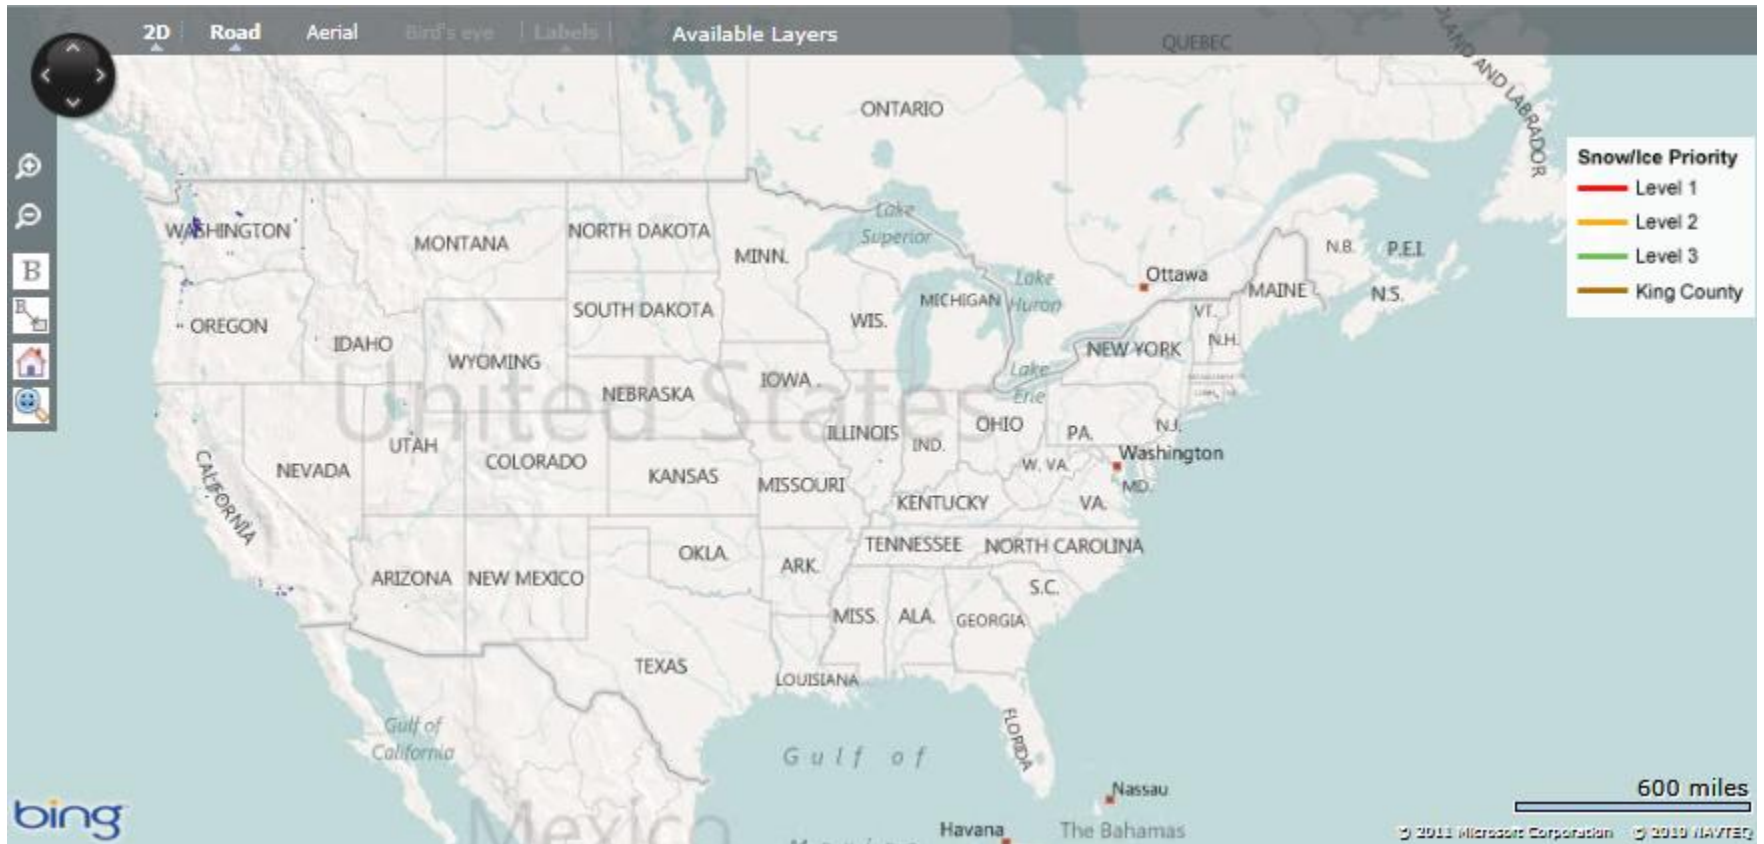 2D Road Aerial Bird's eye Labels Available Layers
QUEBEC
ONTARIO
Snow/Ice Priority
Level 1
Level 2
Level 3
King County
B
B
WASHINGTON
MONTANA
NORTH DAKOTA
MINN.
Lake
Superior
Lake
Huron
Ottawa
MAINE
N.B.
P.E.I.
N.S.
OREGON
IDAHO
WYOMING
SOUTH DAKOTA
WIS.
MICHIGAN
VT.
N.H.
NEW YORK
Lake
Erie
NEBRASKA
IOWA
United States
ILLINOIS
IND.
OHIO
PA.
N.J.
Washington
MD.
W. VA.
VA.
CALIFORNIA
NEVADA
UTAH
COLORADO
KANSAS
MISSOURI
KENTUCKY
TENNESSEE
NORTH CAROLINA
S.C.
ARIZONA
NEW MEXICO
OKLA.
ARK.
MISS.
ALA.
GEORGIA
TEXAS
LOUISIANA
FLORIDA
Gulf of
California
Gulf of
Mexico
Nassau
Havana
The Bahamas
600 miles
bing
© 2011 Microsoft Corporation © 2010 NAVTEQ